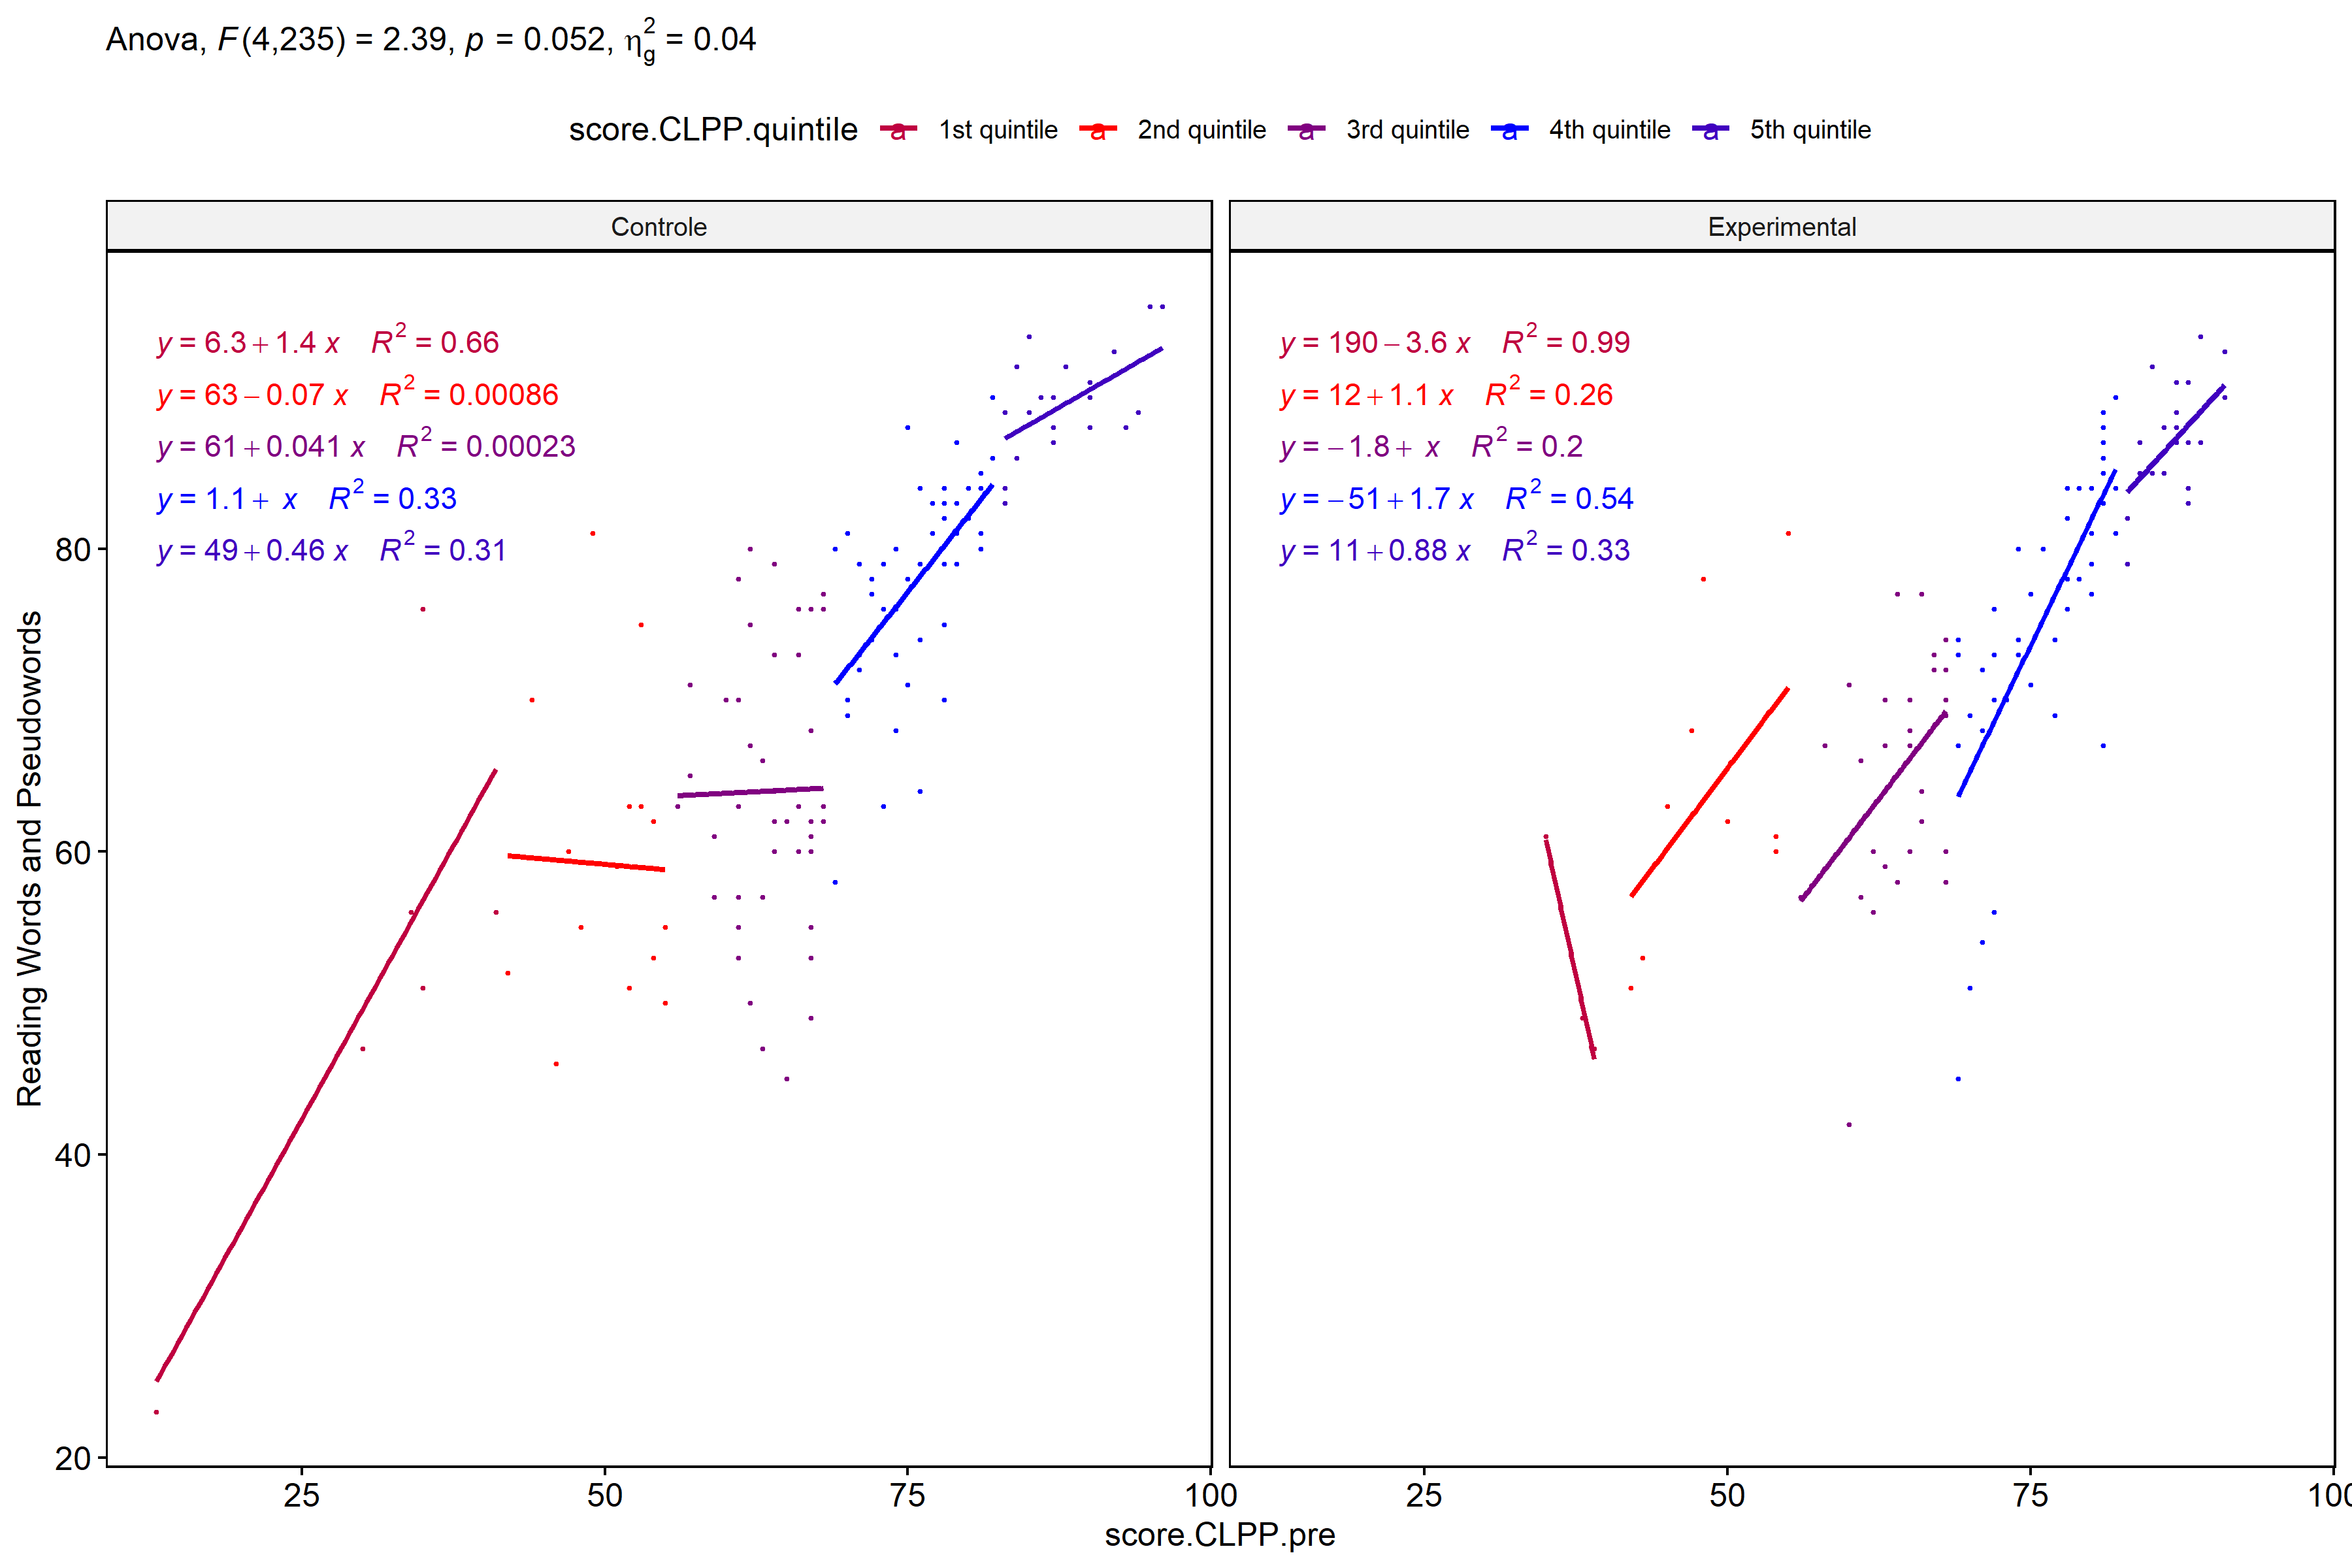 Anova, F(4,235) = 2.39, p = 0.052, η²g = 0.04
score.CLPP.quintile a 1st quintile a 2nd quintile a 3rd quintile a 4th quintile a 5th quintile
Controle
Experimental
y = 6.3 + 1.4 x R² = 0.66
y = 63 − 0.07 x R² = 0.00086
y = 61 + 0.041 x R² = 0.00023
y = 1.1 + x R² = 0.33
y = 49 + 0.46 x R² = 0.31
y = 190 − 3.6 x R² = 0.99
y = 12 + 1.1 x R² = 0.26
y = −1.8 + x R² = 0.2
y = −51 + 1.7 x R² = 0.54
y = 11 + 0.88 x R² = 0.33
Reading Words and Pseudowords
80
60
40
20
25 50 75 100
25 50 75 100
score.CLPP.pre